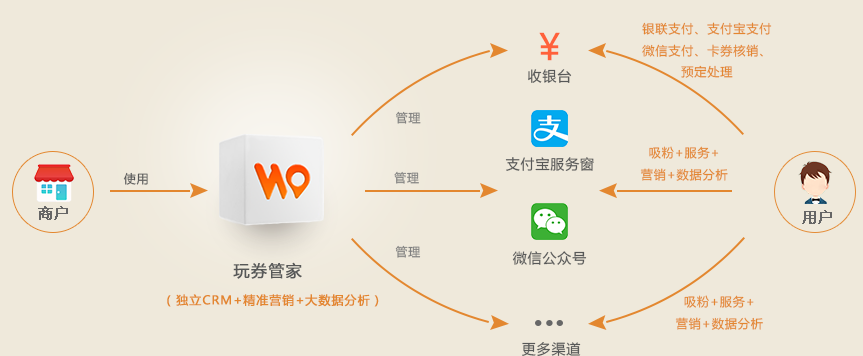 商户
使用
WO
玩券管家
（独立CRM+精准营销+大数据分析）
管理
管理
管理
¥
收银台
支
支付宝服务窗
微信公众号
更多渠道
银联支付、支付宝支付
微信支付、卡券核销、
预定处理
吸粉+服务+
营销+数据分析
吸粉+服务+
营销+数据分析
用户